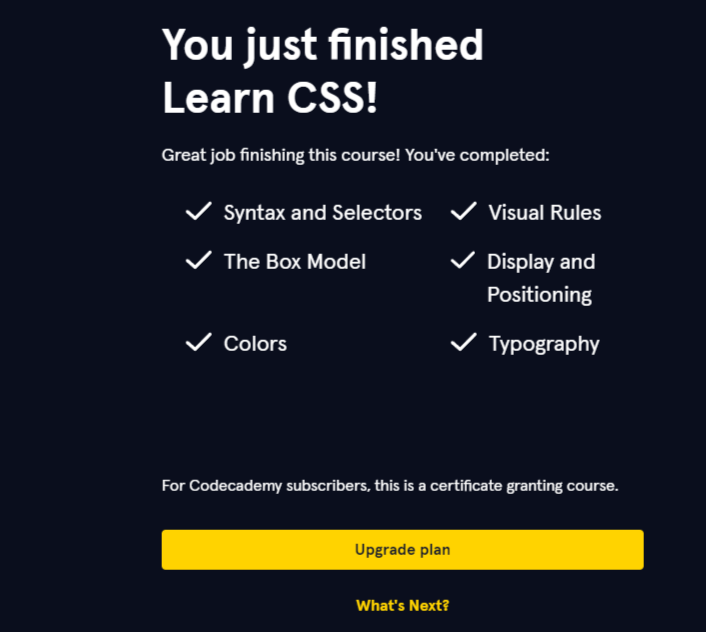 You just finished
Learn CSS!
Great job finishing this course! You've completed:
Syntax and Selectors
Visual Rules
The Box Model
Display and
Positioning
Colors
Typography
For Codecademy subscribers, this is a certificate granting course.
Upgrade plan
What's Next?